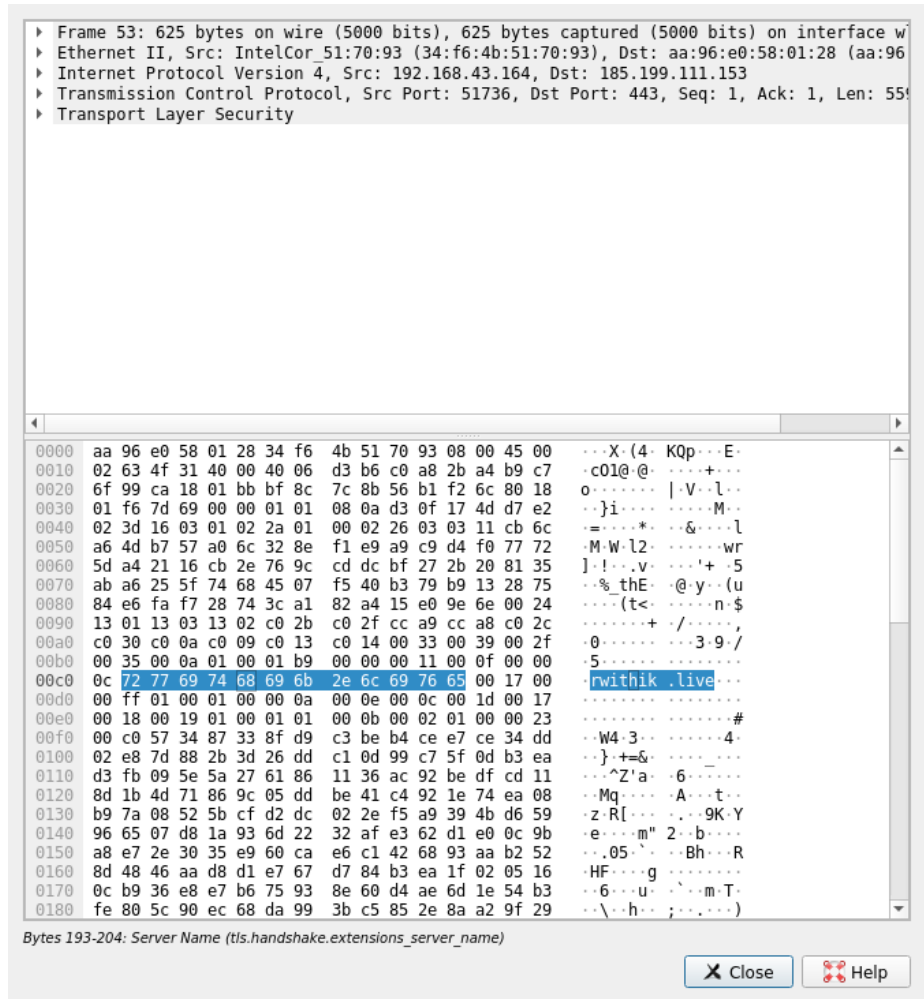 Frame 53: 625 bytes on wire (5000 bits), 625 bytes captured (5000 bits) on interface w
Ethernet II, Src: IntelCor_51:70:93 (34:f6:4b:51:70:93), Dst: aa:96:e0:58:01:28 (aa:96
Internet Protocol Version 4, Src: 192.168.43.164, Dst: 185.199.111.153
Transmission Control Protocol, Src Port: 51736, Dst Port: 443, Seq: 1, Ack: 1, Len: 559
Transport Layer Security
0000 aa 96 e0 58 01 28 34 f6 4b 51 70 93 08 00 45 00 ···X·(4· KQp···E·
0010 02 63 4f 31 40 00 40 06 d3 b6 c0 a8 2b a4 b9 c7 ·cO1@·@· ····+···
0020 6f 99 ca 18 01 bb bf 8c 7c 8b 56 b1 f2 6c 80 18 o······· |·V··l··
0030 01 f6 7d 69 00 00 01 01 08 0a d3 0f 17 4d d7 e2 ··}i···· ·····M··
0040 02 3d 16 03 01 02 2a 01 00 02 26 03 03 11 cb 6c ·=····*· ··&····l
0050 a6 4d b7 57 a0 6c 32 8e f1 e9 a9 c9 d4 f0 77 72 ·M·W·l2· ······wr
0060 5d a4 21 16 cb 2e 76 9c cd dc bf 27 2b 20 81 35 ]·!··.v· ···'+ ·5
0070 ab a6 25 5f 74 68 45 07 f5 40 b3 79 b9 13 28 75 ··%_thE· ·@·y··(u
0080 84 e6 fa f7 28 74 3c a1 82 a4 15 e0 9e 6e 00 24 ····(t<· ·····n·$
0090 13 01 13 03 13 02 c0 2b c0 2f cc a9 cc a8 c0 2c ·······+ ·/·····,
00a0 c0 30 c0 0a c0 09 c0 13 c0 14 00 33 00 39 00 2f ·0······ ···3·9·/
00b0 00 35 00 0a 01 00 01 b9 00 00 00 11 00 0f 00 00 ·5······ ········
00c0 0c 72 77 69 74 68 69 6b 2e 6c 69 76 65 00 17 00 ·rwithik .live···
00d0 00 ff 01 00 01 00 00 0a 00 0e 00 0c 00 1d 00 17 ········ ········
00e0 00 18 00 19 01 00 01 01 00 0b 00 02 01 00 00 23 ········ ·······#
00f0 00 c0 57 34 87 33 8f d9 c3 be b4 ce e7 ce 34 dd ··W4·3·· ······4·
0100 02 e8 7d 88 2b 3d 26 dd c1 0d 99 c7 5f 0d b3 ea ··}·+=&· ····_···
0110 d3 fb 09 5e 5a 27 61 86 11 36 ac 92 be df cd 11 ···^Z'a· ·6······
0120 8d 1b 4d 71 86 9c 05 dd be 41 c4 92 1e 74 ea 08 ··Mq···· ·A···t··
0130 b9 7a 08 52 5b cf d2 dc 02 2e f5 a9 39 4b d6 59 ·z·R[··· ·.··9K·Y
0140 96 65 07 d8 1a 93 6d 22 32 af e3 62 d1 e0 0c 9b ·e····m" 2··b····
0150 a8 e7 2e 30 35 e9 60 ca e6 c1 42 68 93 aa b2 52 ··.05·`· ··Bh···R
0160 8d 48 46 aa d8 d1 e7 67 d7 84 b3 ea 1f 02 05 16 ·HF····g ········
0170 0c b9 36 e8 e7 b6 75 93 8e 60 d4 ae 6d 1e 54 b3 ··6···u· ·`··m·T·
0180 fe 80 5c 90 ec 68 da 99 3b c5 85 2e 8a a2 9f 29 ··\··h·· ;··.···)
Bytes 193-204: Server Name (tls.handshake.extensions_server_name)
Close Help